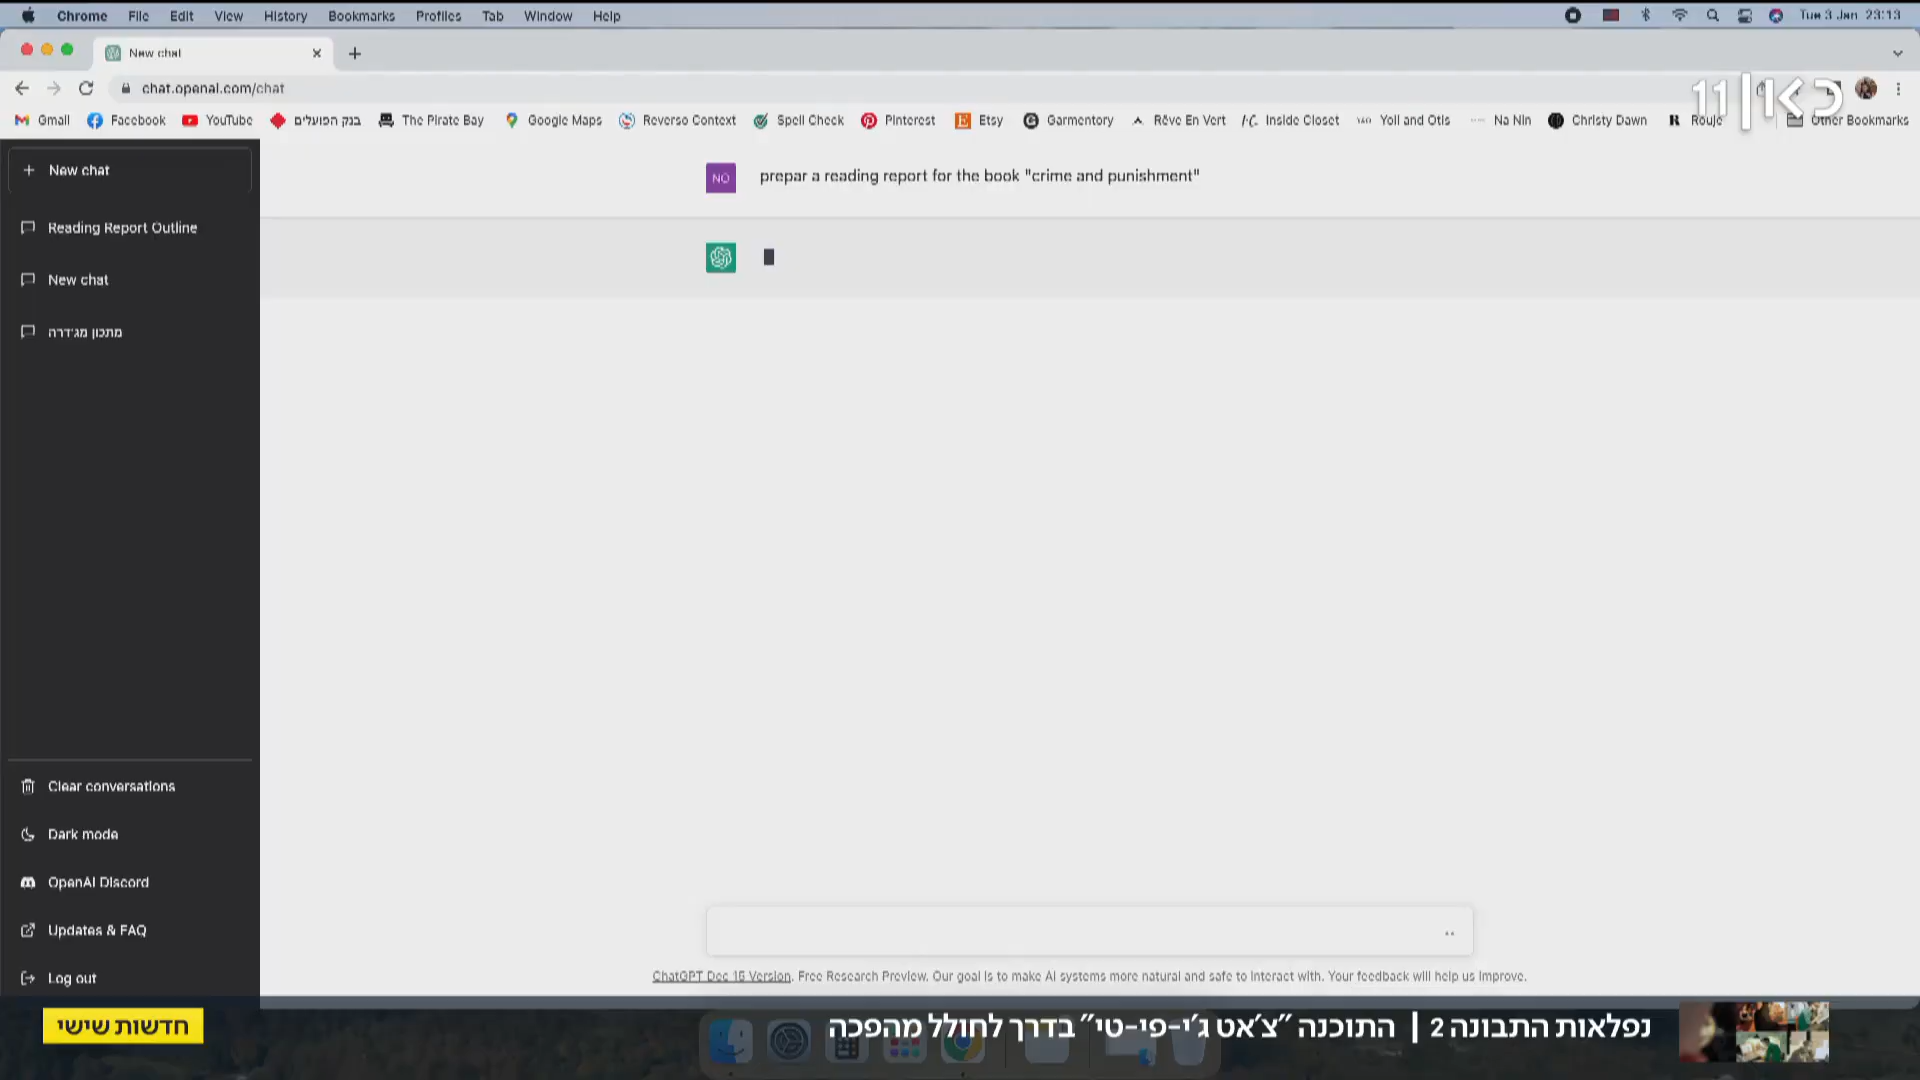 Chrome File Edit View History Bookmarks Profiles Tab Window Help Tue 3 Jan 23:13
New chat
chat.openai.com/chat
כאן 11
Gmail Facebook YouTube בנק הפועלים The Pirate Bay Google Maps Reverso Context Spell Check Pinterest Etsy Garmentory Rêve En Vert Inside Closet Yoli and Otis Na Nin Christy Dawn Rouje Other Bookmarks
New chat
prepar a reading report for the book "crime and punishment"
NO
Reading Report Outline
New chat
מתכון מג׳דרה
Clear conversations
Dark mode
OpenAI Discord
Updates & FAQ
Log out
ChatGPT Dec 15 Version. Free Research Preview. Our goal is to make AI systems more natural and safe to interact with. Your feedback will help us improve.
נפלאות התבונה 2 | התוכנה "צ'אט ג'י-פי-טי" בדרך לחולל מהפכה
חדשות שישי